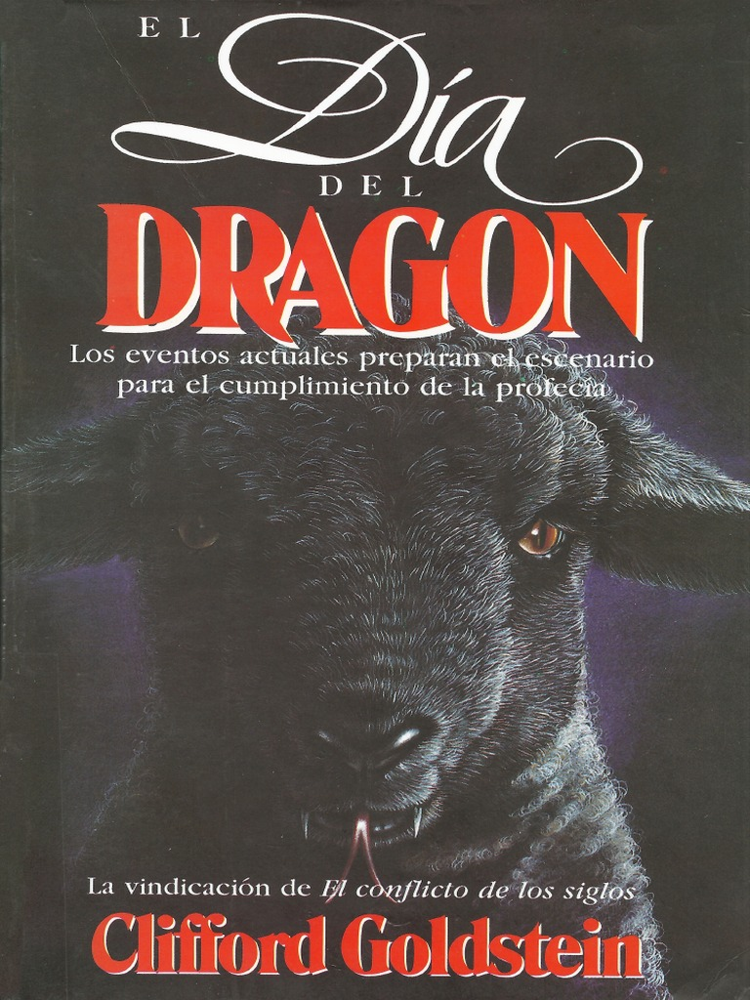 EL
Día
DEL
DRAGON
Los eventos actuales preparan el escenario
para el cumplimiento de la profecía
La vindicación de El conflicto de los siglos
Clifford Goldstein